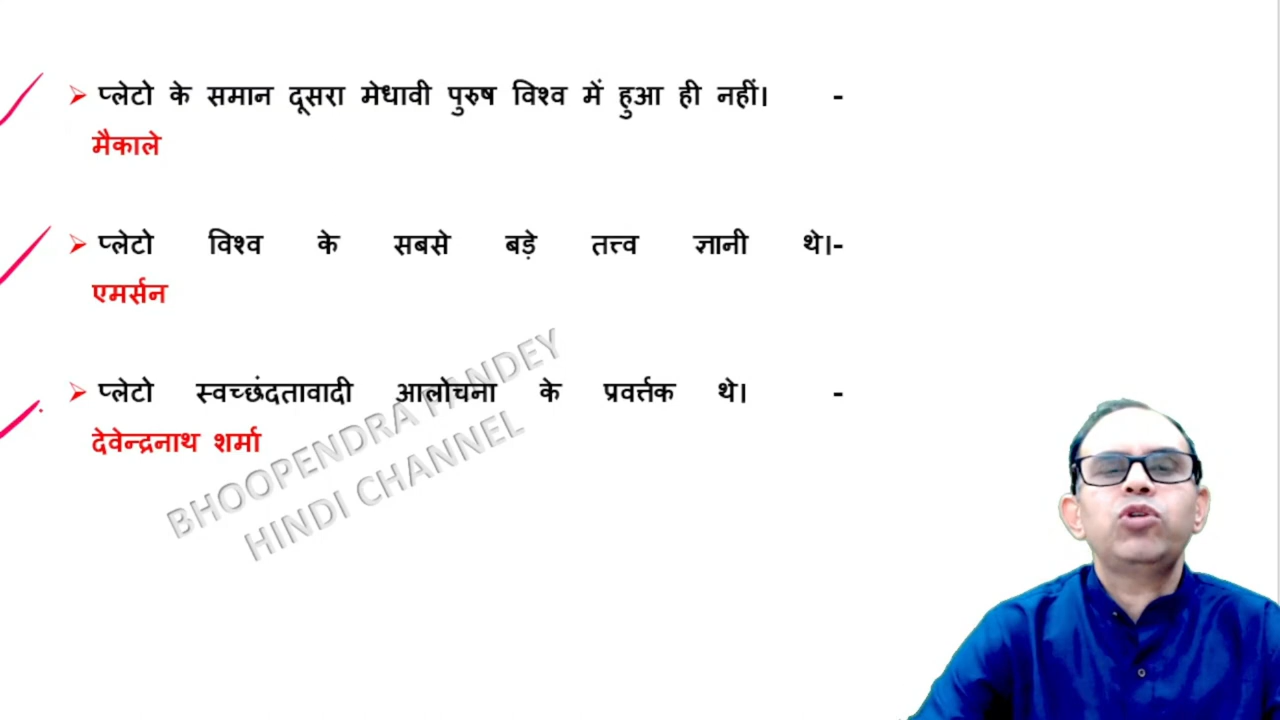 प्लेटो के समान दूसरा मेधावी पुरुष विश्व में हुआ ही नहीं। -
मैकाले
प्लेटो विश्व के सबसे बड़े तत्त्व ज्ञानी थे।-
एमर्सन
प्लेटो स्वच्छंदतावादी आलोचना के प्रवर्त्तक थे। -
देवेन्द्रनाथ शर्मा
BHOOPENDRA PANDEY
HINDI CHANNEL